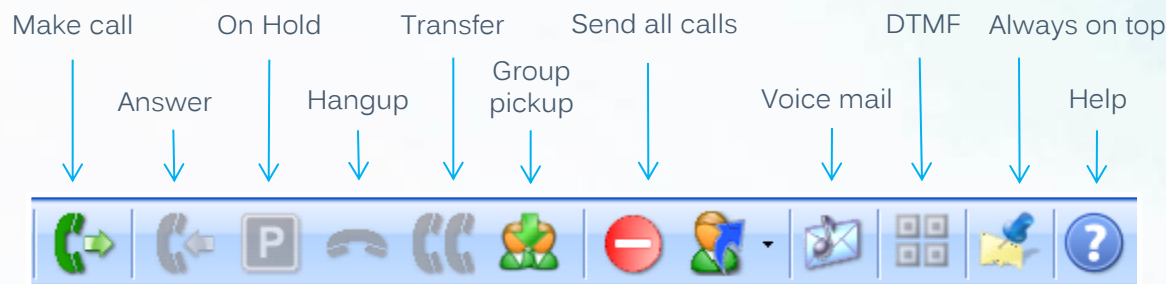 Make call
On Hold
Transfer
Send all calls
DTMF
Always on top
Answer
Hangup
Group
pickup
Voice mail
Help
P
?